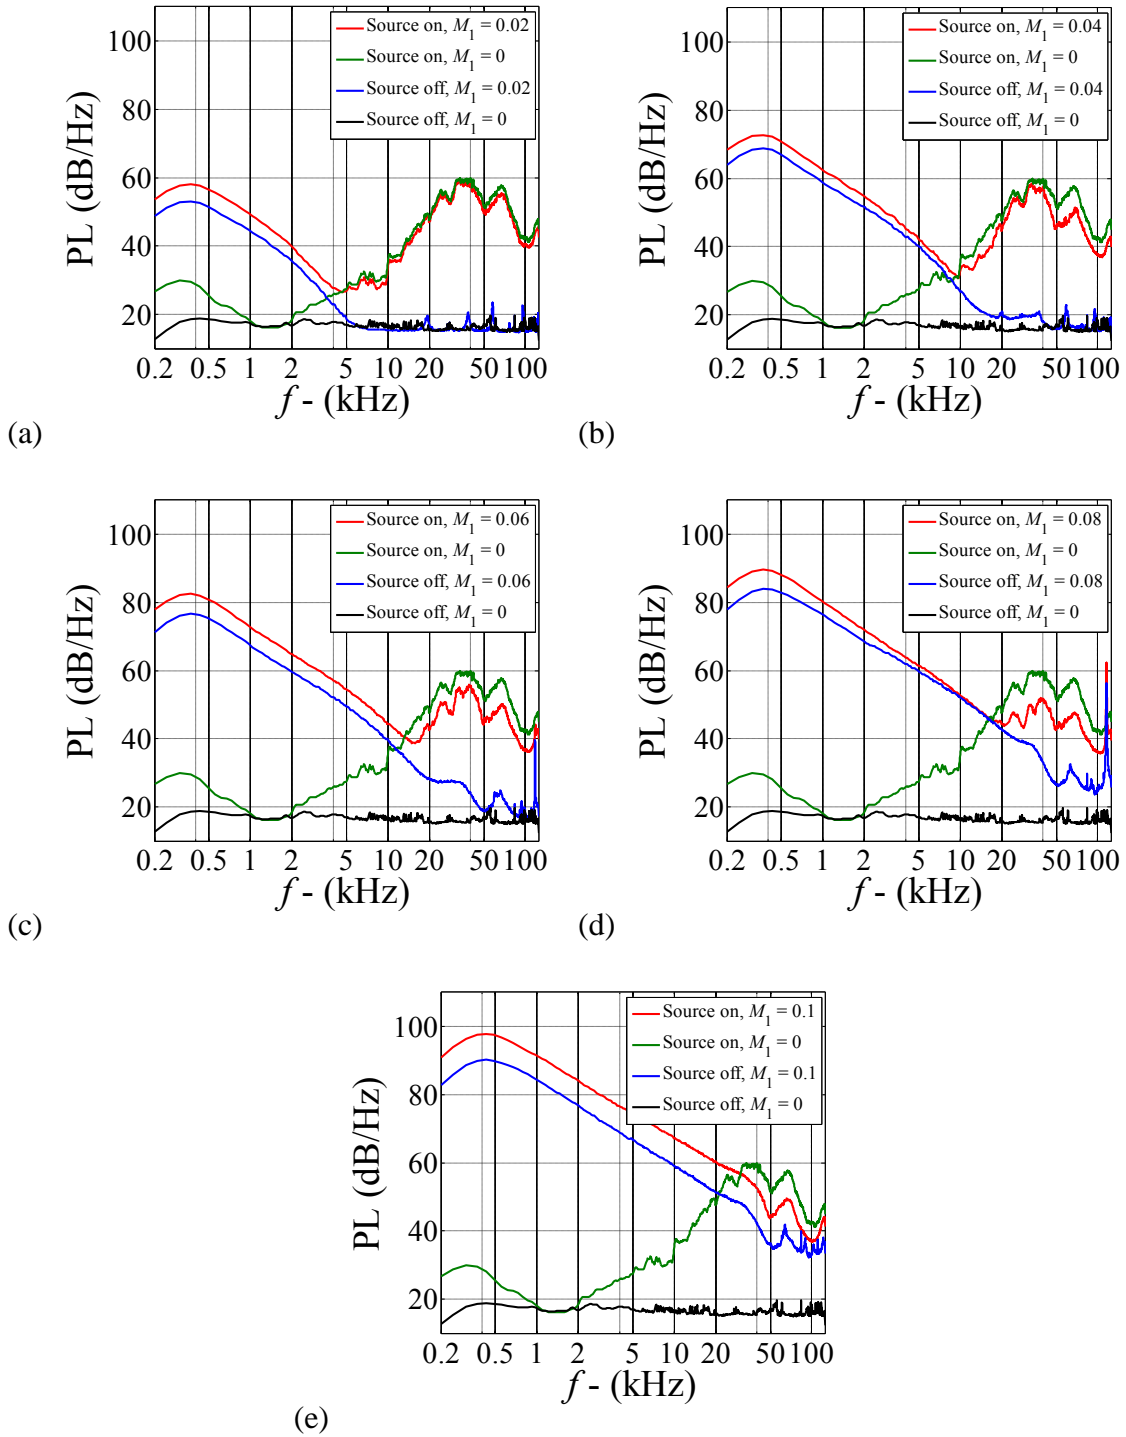 100
80
60
40
20
PL (dB/Hz)
Source on, M1 = 0.02
Source on, M1 = 0
Source off, M1 = 0.02
Source off, M1 = 0
0.2 0.5 1 2 5 10 20 50 100
f - (kHz)
(a)
100
80
60
40
20
PL (dB/Hz)
Source on, M1 = 0.04
Source on, M1 = 0
Source off, M1 = 0.04
Source off, M1 = 0
0.2 0.5 1 2 5 10 20 50 100
f - (kHz)
(b)
100
80
60
40
20
PL (dB/Hz)
Source on, M1 = 0.06
Source on, M1 = 0
Source off, M1 = 0.06
Source off, M1 = 0
0.2 0.5 1 2 5 10 20 50 100
f - (kHz)
(c)
100
80
60
40
20
PL (dB/Hz)
Source on, M1 = 0.08
Source on, M1 = 0
Source off, M1 = 0.08
Source off, M1 = 0
0.2 0.5 1 2 5 10 20 50 100
f - (kHz)
(d)
100
80
60
40
20
PL (dB/Hz)
Source on, M1 = 0.1
Source on, M1 = 0
Source off, M1 = 0.1
Source off, M1 = 0
0.2 0.5 1 2 5 10 20 50 100
f - (kHz)
(e)